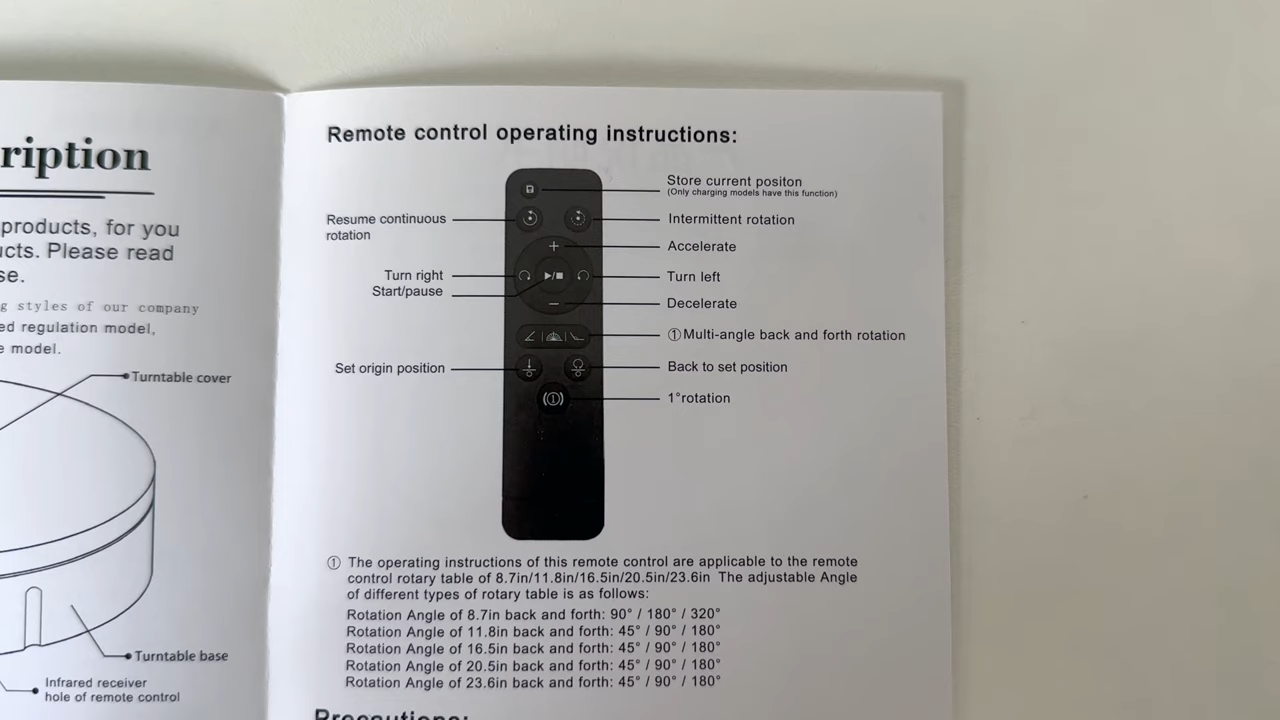 ription
products, for you
ucts. Please read
se.
g styles of our company
ed regulation model,
e model.
Turntable cover
Turntable base
Infrared receiver
hole of remote control
Remote control operating instructions:
Store current positon
(Only charging models have this function)
Resume continuous
rotation
Intermittent rotation
Accelerate
Turn right
Turn left
Start/pause
Decelerate
①Multi-angle back and forth rotation
Set origin position
Back to set position
1°rotation
① The operating instructions of this remote control are applicable to the remote
control rotary table of 8.7in/11.8in/16.5in/20.5in/23.6in The adjustable Angle
of different types of rotary table is as follows:
Rotation Angle of 8.7in back and forth: 90° / 180° / 320°
Rotation Angle of 11.8in back and forth: 45° / 90° / 180°
Rotation Angle of 16.5in back and forth: 45° / 90° / 180°
Rotation Angle of 20.5in back and forth: 45° / 90° / 180°
Rotation Angle of 23.6in back and forth: 45° / 90° / 180°
Precautions: